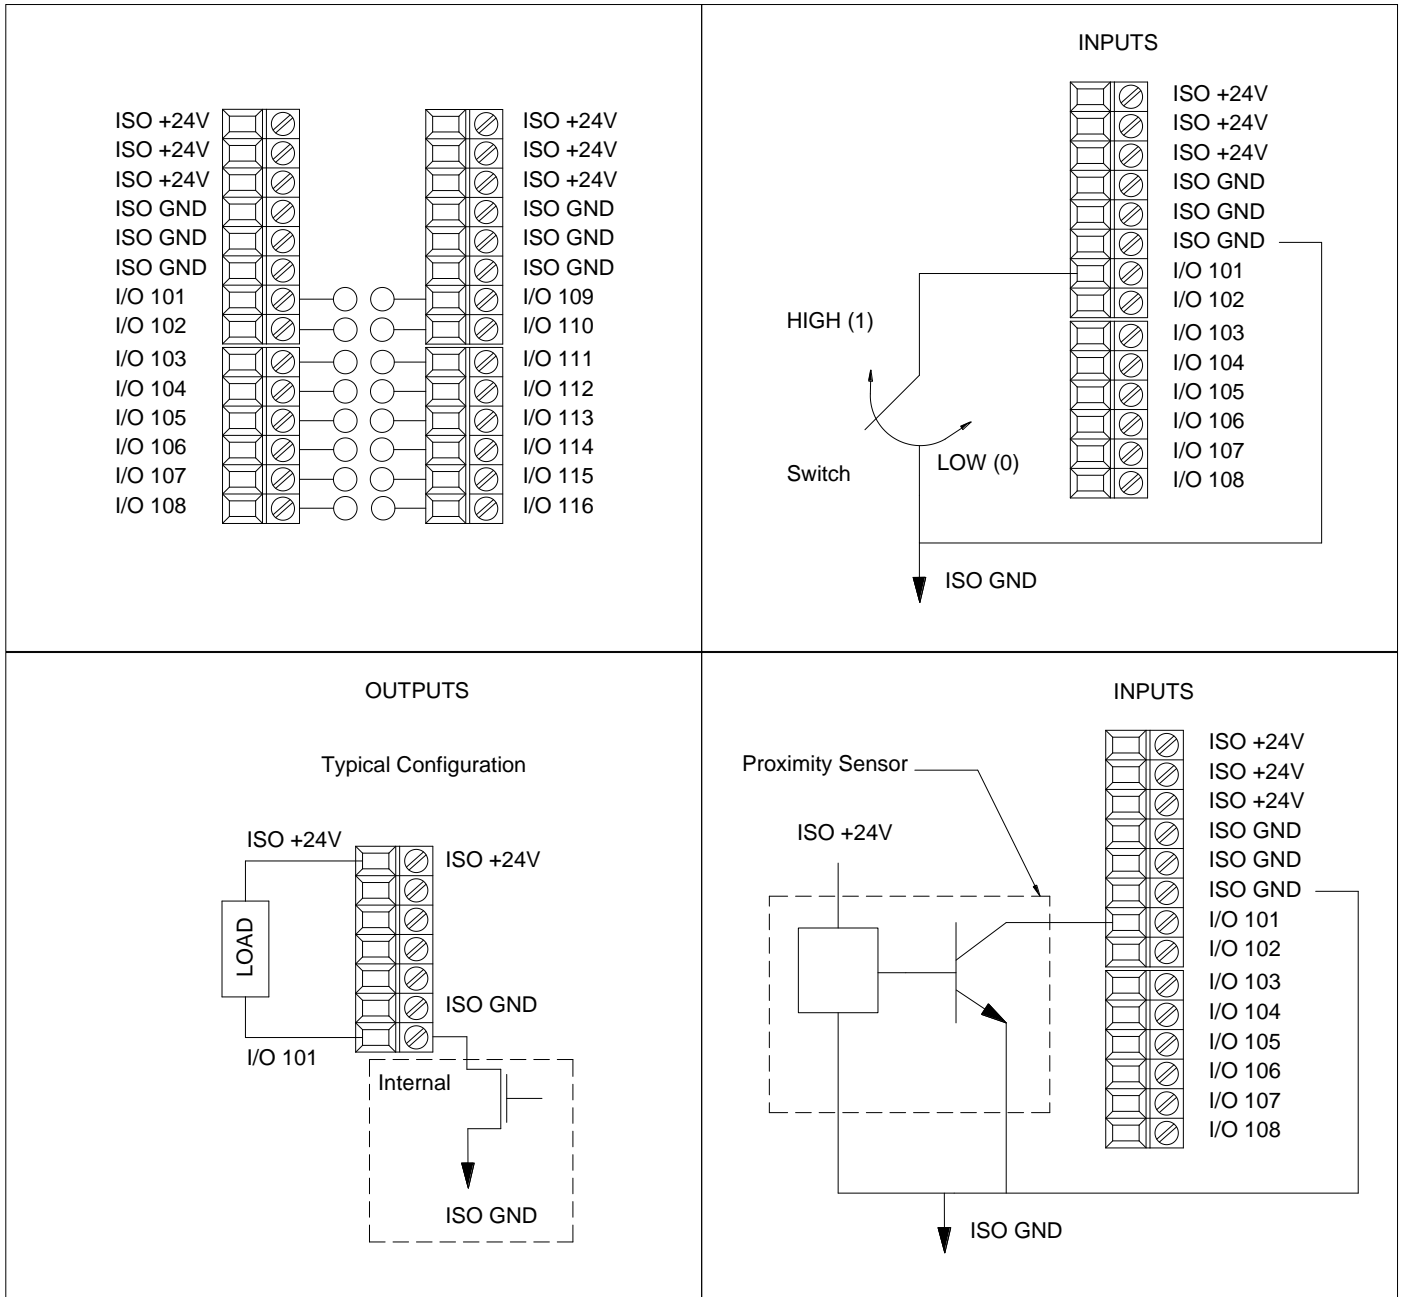 ISO +24V ISO +24V
ISO +24V ISO +24V
ISO +24V ISO +24V
ISO GND ISO GND
ISO GND ISO GND
ISO GND ISO GND
I/O 101 I/O 109
I/O 102 I/O 110
I/O 103 I/O 111
I/O 104 I/O 112
I/O 105 I/O 113
I/O 106 I/O 114
I/O 107 I/O 115
I/O 108 I/O 116
INPUTS
ISO +24V
ISO +24V
ISO +24V
ISO GND
ISO GND
ISO GND
I/O 101
I/O 102
I/O 103
I/O 104
I/O 105
I/O 106
I/O 107
I/O 108
HIGH (1)
LOW (0)
Switch
ISO GND
OUTPUTS
Typical Configuration
ISO +24V
ISO +24V
LOAD
ISO GND
I/O 101
Internal
ISO GND
INPUTS
Proximity Sensor
ISO +24V
ISO +24V
ISO +24V
ISO +24V
ISO GND
ISO GND
ISO GND
I/O 101
I/O 102
I/O 103
I/O 104
I/O 105
I/O 106
I/O 107
I/O 108
ISO GND